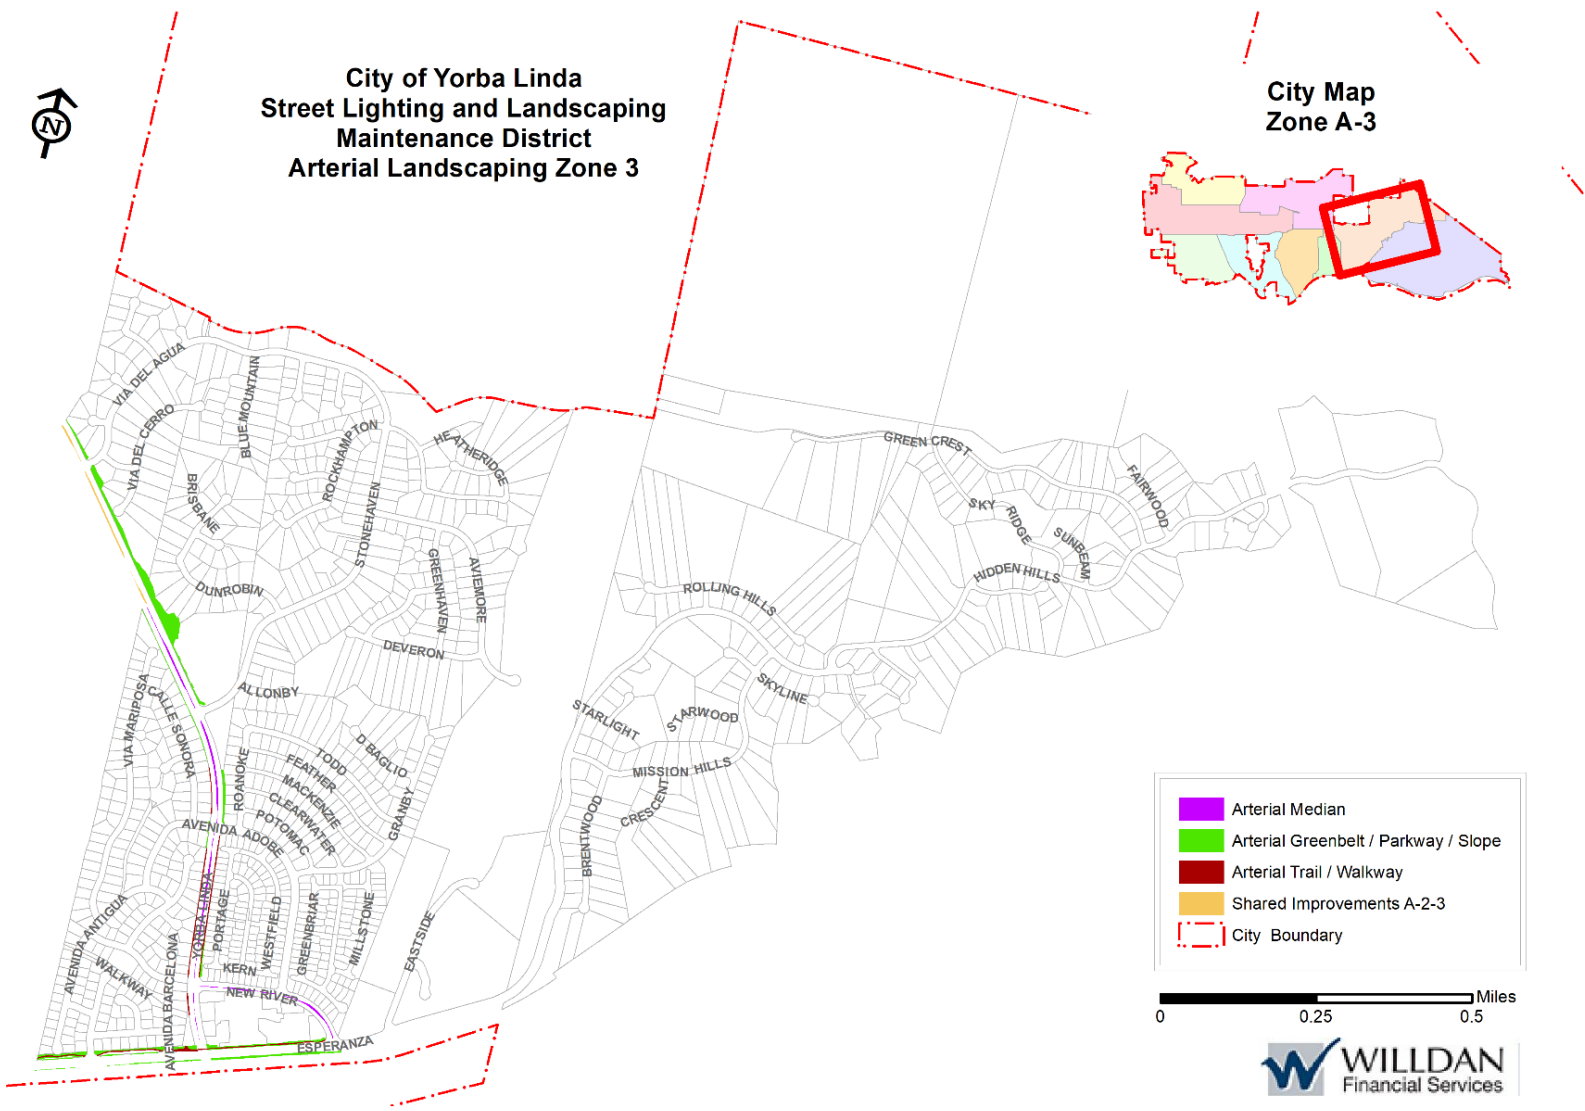 City of Yorba Linda
Street Lighting and Landscaping
Maintenance District
Arterial Landscaping Zone 3
N
City Map
Zone A-3
VIA DEL AGUA
VIA DEL CERRO
BLUE MOUNTAIN
ROCKHAMPTON
HEATHERIDGE
BRISBANE
STONEHAVEN
DUNROBIN
GREENHAVEN
AVIEMORE
DEVERON
ALLONBY
VIA MARIPOSA
CALLE SONORA
ROANOKE
TODD
D BAGLIO
FEATHER
MACKENZIE
CLEARWATER
POTOMAC
GRANBY
AVENIDA ADOBE
YORBA LINDA
PORTAGE
WESTFIELD
GREENBRIAR
MILLSTONE
AVENIDA ANTIGUA
WALKWAY
AVENIDA BARCELONA
KERN
NEW RIVER
ESPERANZA
EASTSIDE
GREEN CREST
FAIRWOOD
SKY RIDGE
SUNBEAM
HIDDEN HILLS
ROLLING HILLS
SKYLINE
STARLIGHT
STARWOOD
MISSION HILLS
CRESCENT
BRENTWOOD
Arterial Median
Arterial Greenbelt / Parkway / Slope
Arterial Trail / Walkway
Shared Improvements A-2-3
City Boundary
Miles
0 0.25 0.5
W WILLDAN
Financial Services